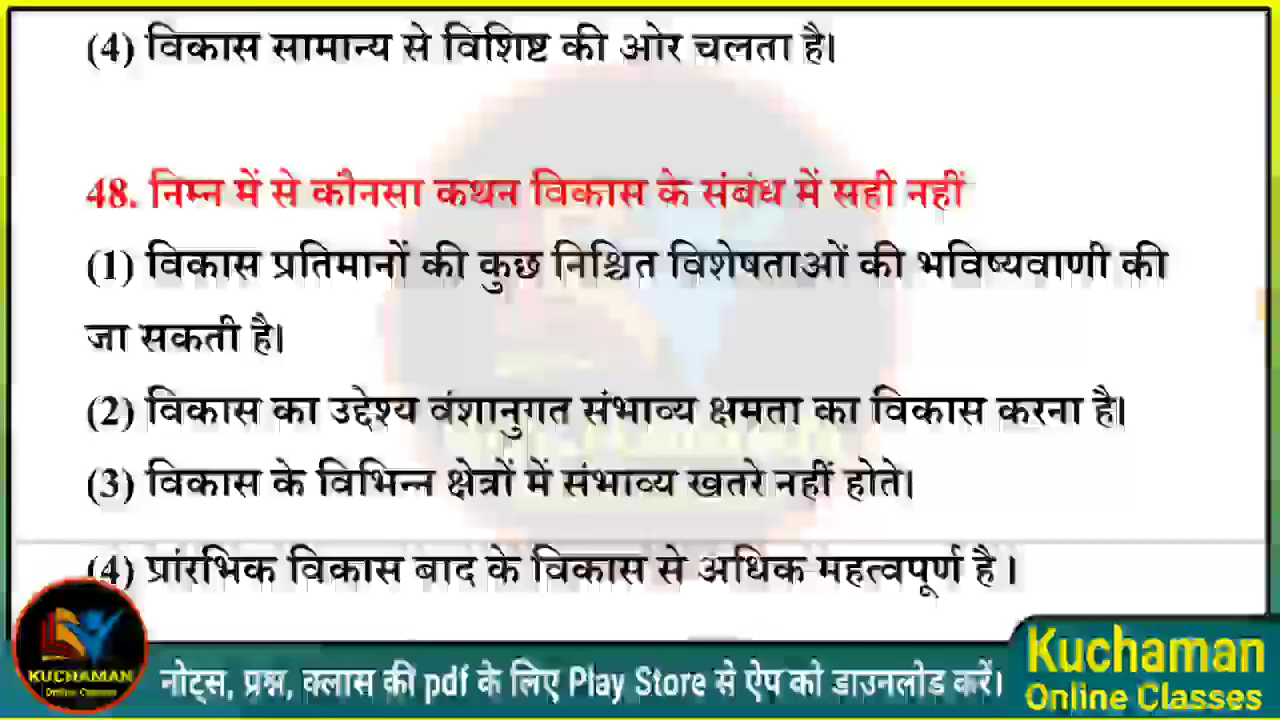 (4) विकास सामान्य से विशिष्ट की ओर चलता है।
48. निम्न में से कौनसा कथन विकास के संबंध में सही नहीं
(1) विकास प्रतिमानों की कुछ निश्चित विशेषताओं की भविष्यवाणी की
जा सकती है।
(2) विकास का उद्देश्य वंशानुगत संभाव्य क्षमता का विकास करना है।
(3) विकास के विभिन्न क्षेत्रों में संभाव्य खतरे नहीं होते।
(4) प्रांरभिक विकास बाद के विकास से अधिक महत्वपूर्ण है ।
KUCHAMAN
Online Classes
नोट्स, प्रश्न, क्लास की pdf के लिए Play Store से ऐप को डाउनलोड करें।
Kuchaman
Online Classes